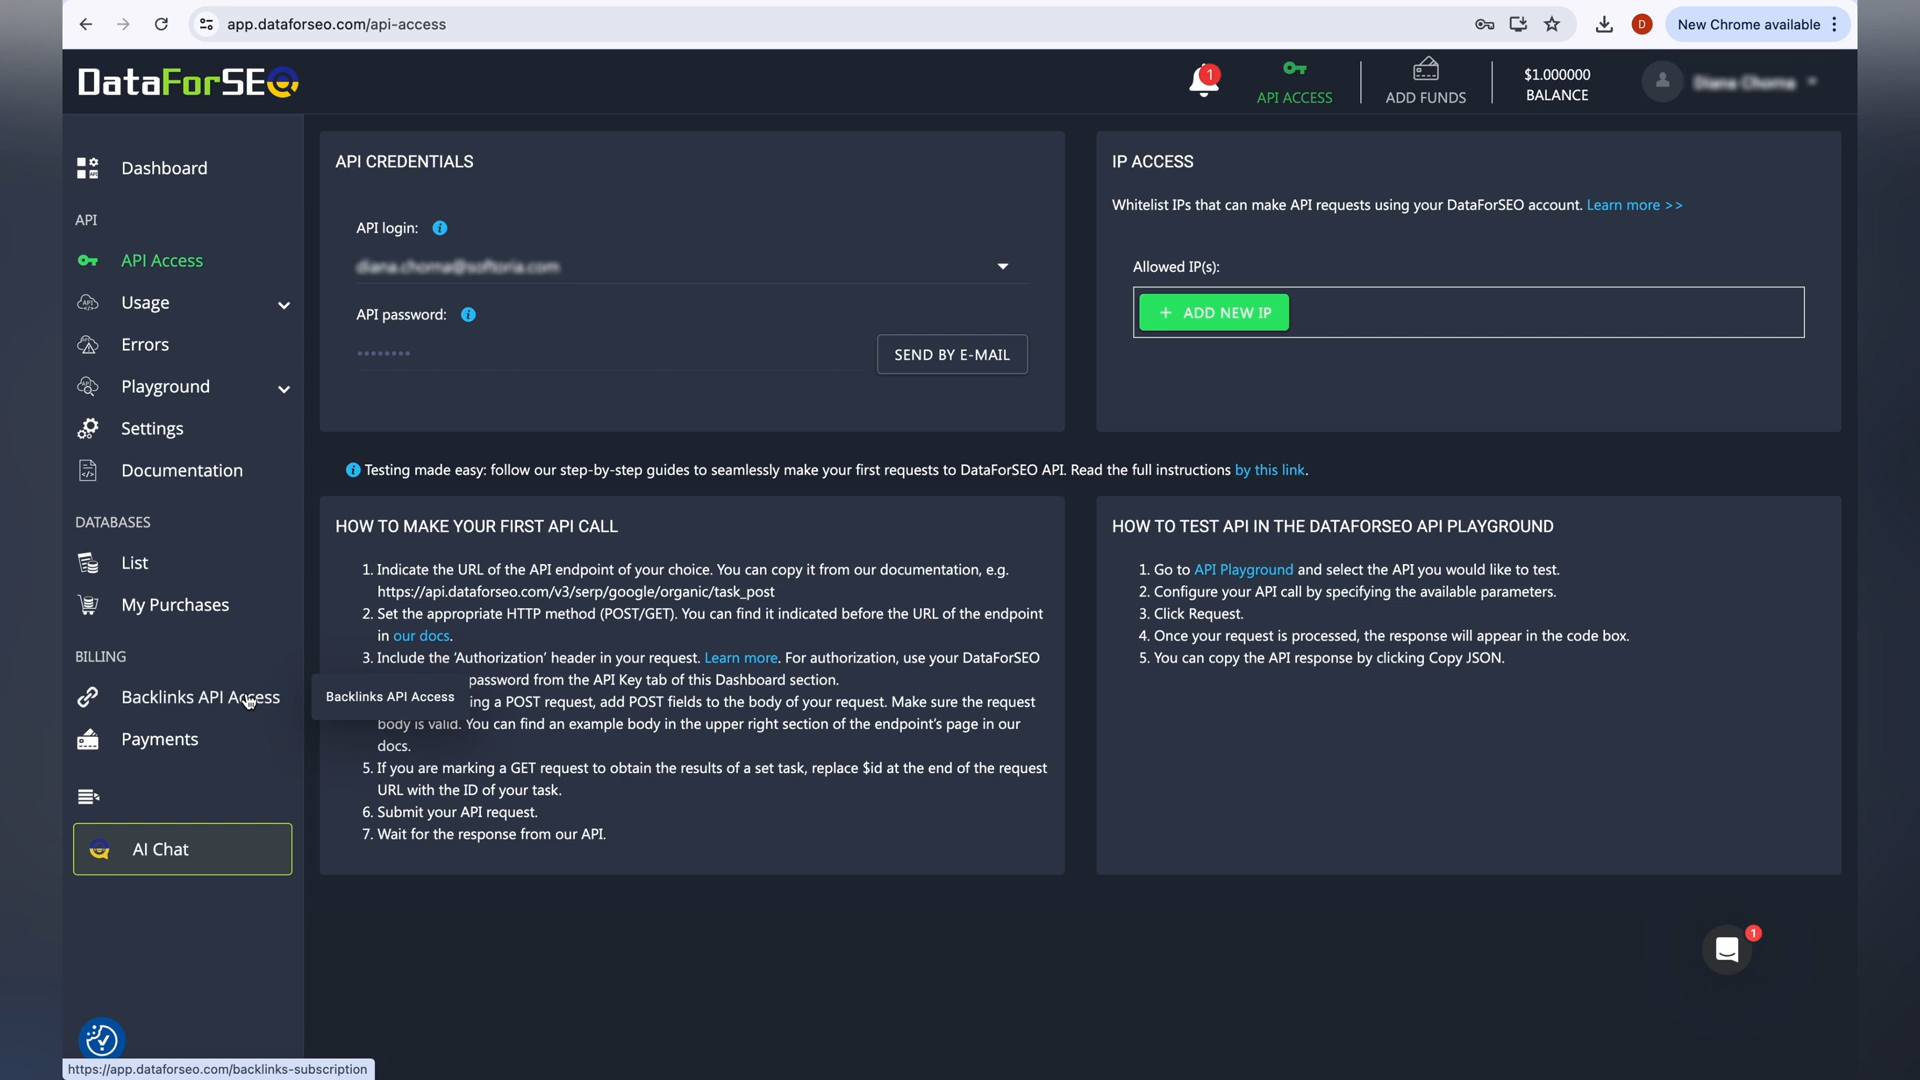 app.dataforseo.com/api-access
D
New Chrome available
DataForSEO
1
API ACCESS
ADD FUNDS
$1.000000
BALANCE
Dashboard
API
API Access
Usage
Errors
Playground
Settings
Documentation
DATABASES
List
My Purchases
BILLING
Backlinks API Access
Payments
AI Chat
API CREDENTIALS
API login:
API password:
SEND BY E-MAIL
IP ACCESS
Whitelist IPs that can make API requests using your DataForSEO account. Learn more >>
Allowed IP(s):
+ ADD NEW IP
Testing made easy: follow our step-by-step guides to seamlessly make your first requests to DataForSEO API. Read the full instructions by this link.
HOW TO MAKE YOUR FIRST API CALL
1. Indicate the URL of the API endpoint of your choice. You can copy it from our documentation, e.g.
https://api.dataforseo.com/v3/serp/google/organic/task_post
2. Set the appropriate HTTP method (POST/GET). You can find it indicated before the URL of the endpoint
in our docs.
3. Include the 'Authorization' header in your request. Learn more. For authorization, use your DataForSEO
password from the API Key tab of this Dashboard section.
Backlinks API Access
ing a POST request, add POST fields to the body of your request. Make sure the request
body is valid. You can find an example body in the upper right section of the endpoint's page in our
docs.
5. If you are marking a GET request to obtain the results of a set task, replace $id at the end of the request
URL with the ID of your task.
6. Submit your API request.
7. Wait for the response from our API.
HOW TO TEST API IN THE DATAFORSEO API PLAYGROUND
1. Go to API Playground and select the API you would like to test.
2. Configure your API call by specifying the available parameters.
3. Click Request.
4. Once your request is processed, the response will appear in the code box.
5. You can copy the API response by clicking Copy JSON.
1
https://app.dataforseo.com/backlinks-subscription